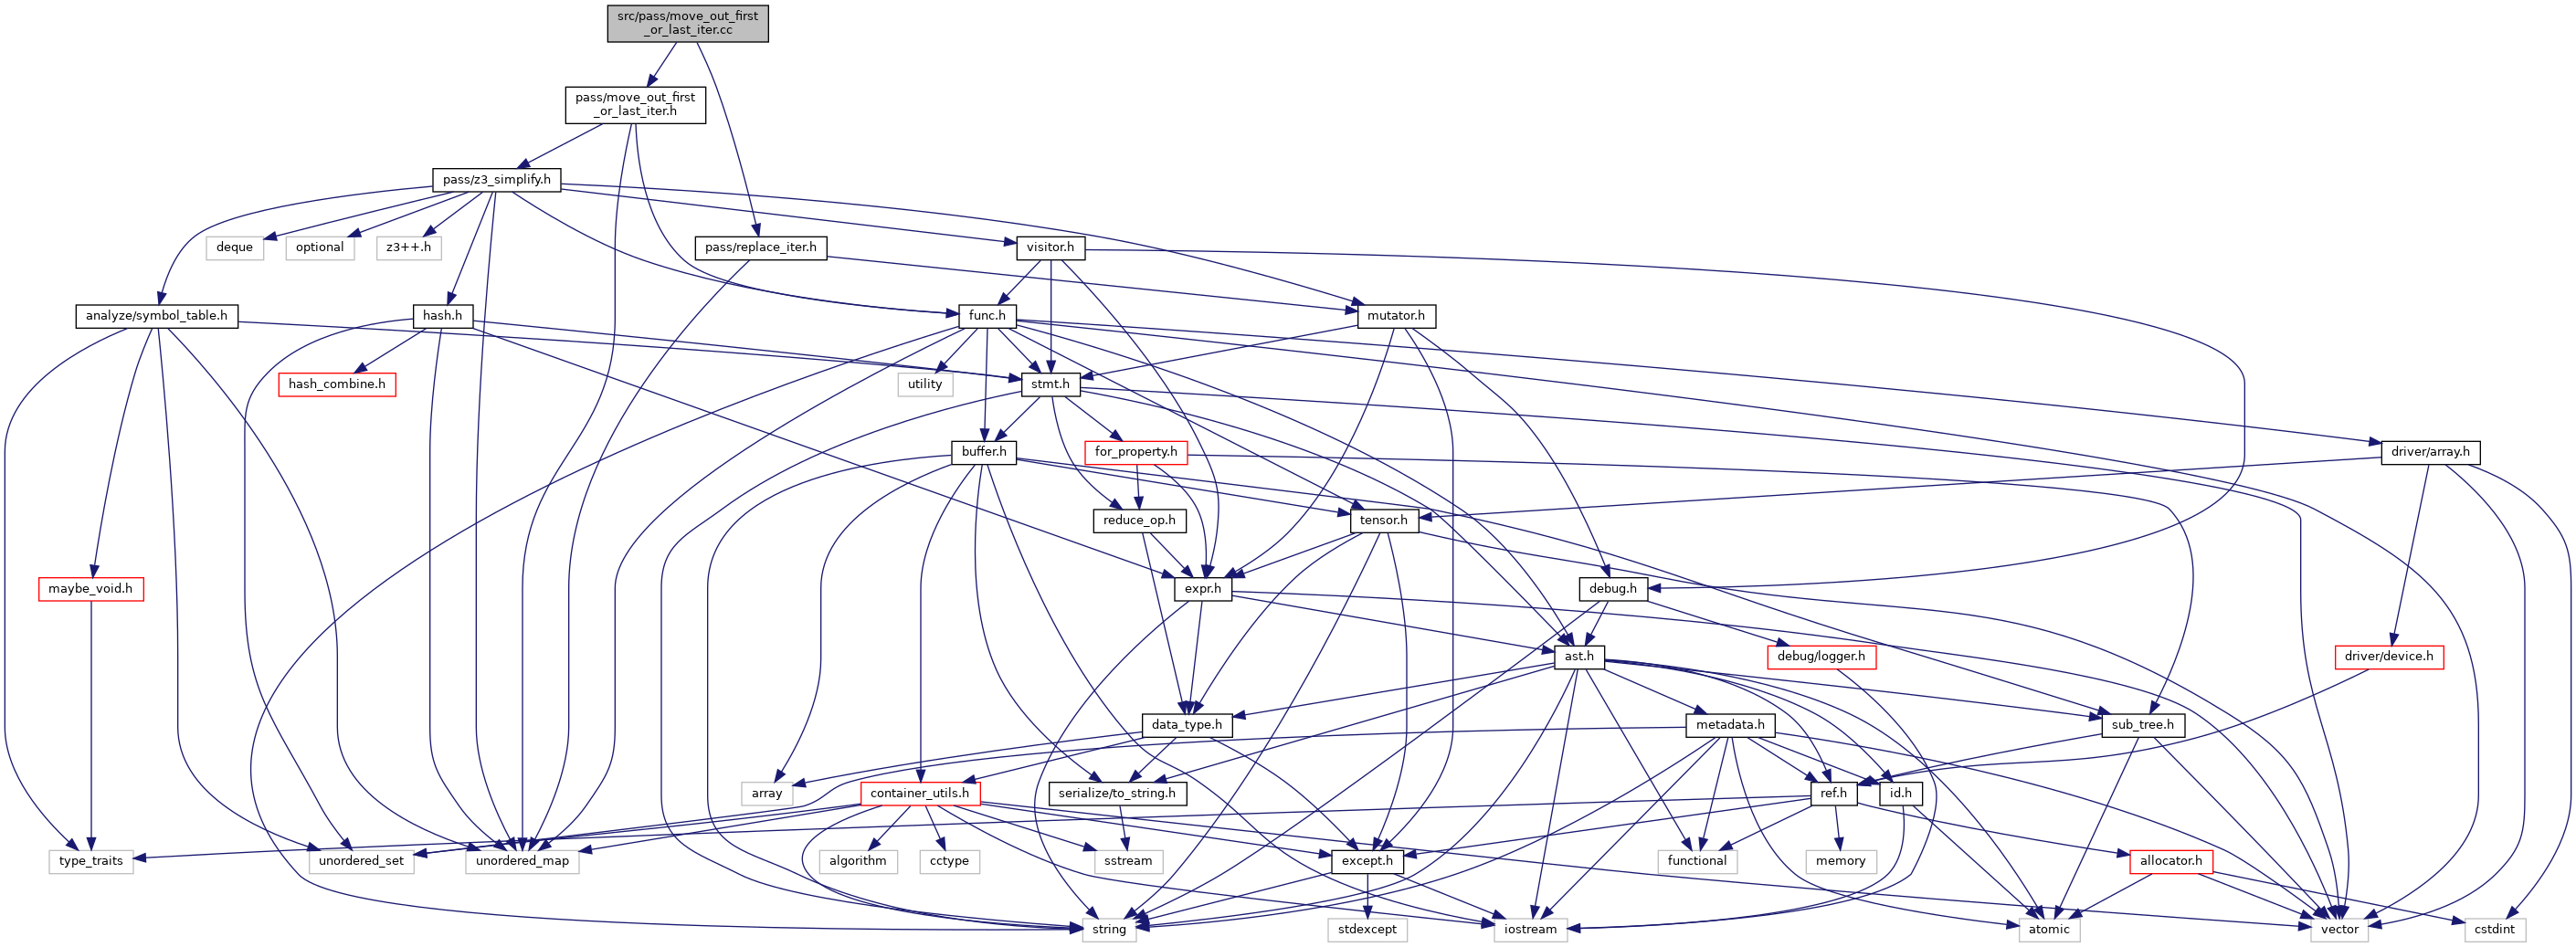 src/pass/move_out_first
_or_last_iter.cc
pass/move_out_first
_or_last_iter.h
pass/z3_simplify.h
deque
optional
z3++.h
pass/replace_iter.h
visitor.h
analyze/symbol_table.h
hash.h
func.h
mutator.h
hash_combine.h
utility
stmt.h
buffer.h
for_property.h
driver/array.h
reduce_op.h
tensor.h
maybe_void.h
expr.h
debug.h
ast.h
debug/logger.h
driver/device.h
data_type.h
metadata.h
sub_tree.h
array
container_utils.h
serialize/to_string.h
ref.h
id.h
type_traits
unordered_set
unordered_map
algorithm
cctype
sstream
except.h
functional
memory
allocator.h
string
stdexcept
iostream
atomic
vector
cstdint